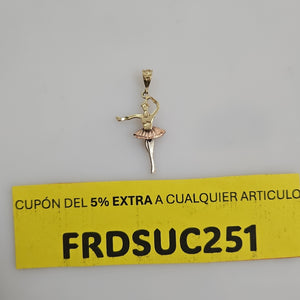 CUPÓN DEL 5% EXTRA A CUALQUIER ARTICULO
FRDSUC251